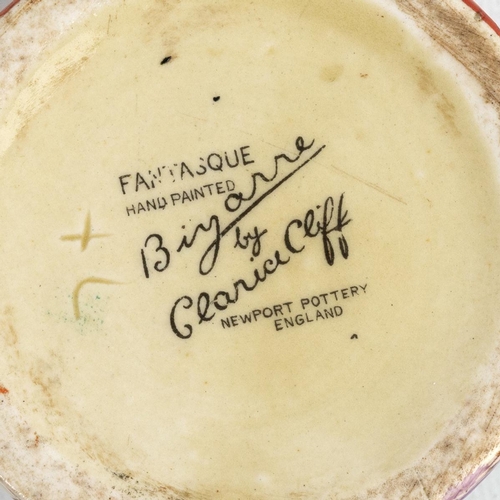 FANTASQUE
HAND PAINTED
Bizarre
by
Clarice Cliff
NEWPORT POTTERY
ENGLAND